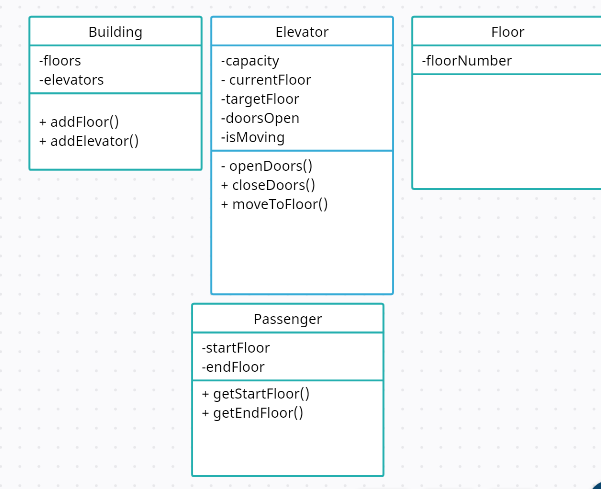 Building
-floors
-elevators
+ addFloor()
+ addElevator()
Elevator
-capacity
- currentFloor
-targetFloor
-doorsOpen
-isMoving
- openDoors()
+ closeDoors()
+ moveToFloor()
Floor
-floorNumber
Passenger
-startFloor
-endFloor
+ getStartFloor()
+ getEndFloor()